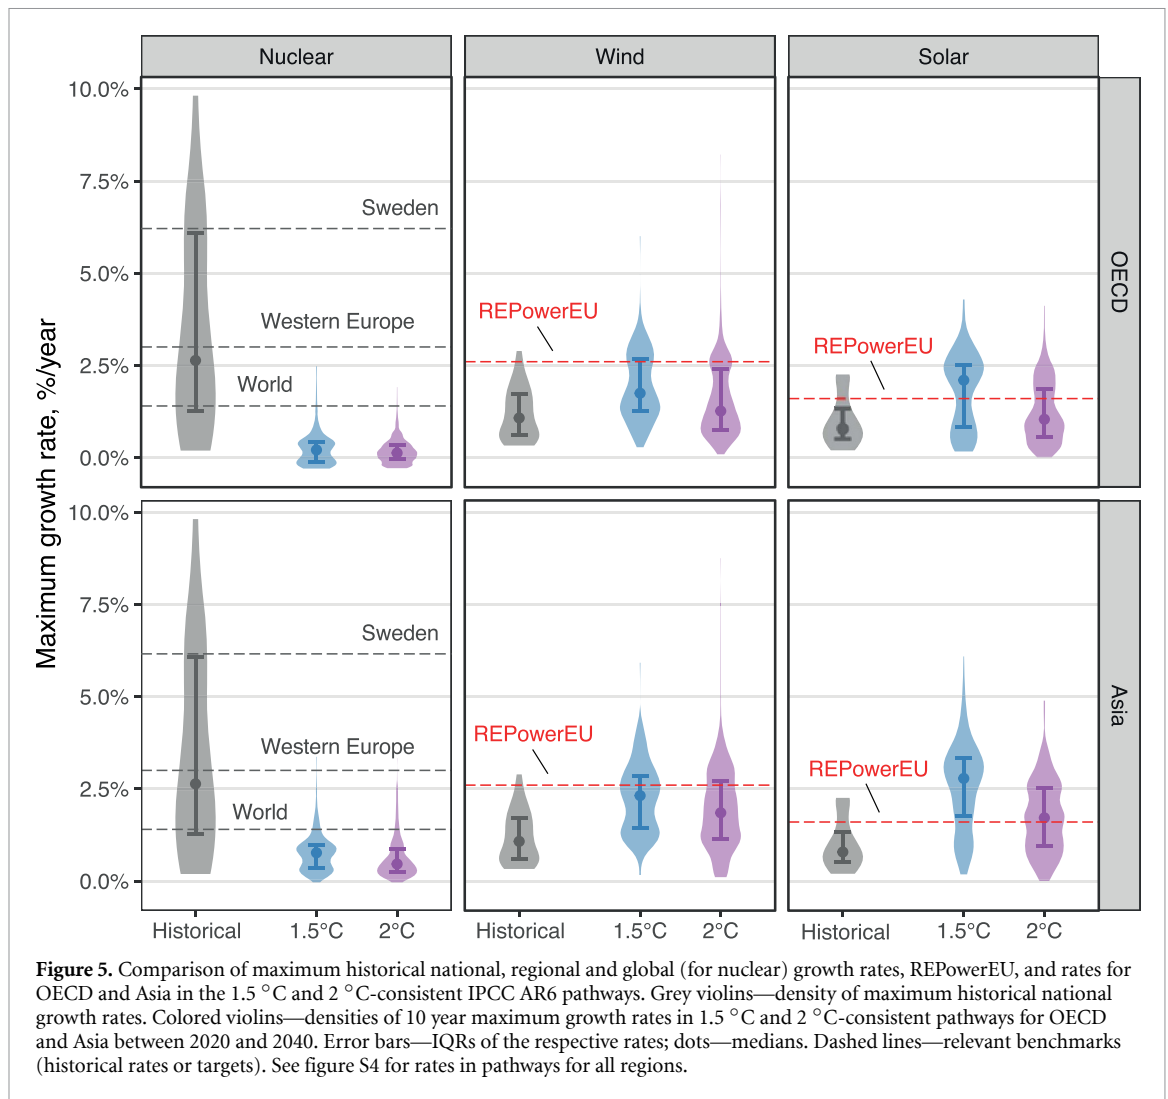 Nuclear
Wind
Solar
Maximum growth rate, %/year
10.0%
7.5%
5.0%
2.5%
0.0%
Sweden
Western Europe
World
REPowerEU
REPowerEU
OECD
10.0%
7.5%
5.0%
2.5%
0.0%
Sweden
Western Europe
World
REPowerEU
REPowerEU
Asia
Historical 1.5°C 2°C
Historical 1.5°C 2°C
Historical 1.5°C 2°C
Figure 5. Comparison of maximum historical national, regional and global (for nuclear) growth rates, REPowerEU, and rates for
OECD and Asia in the 1.5 °C and 2 °C-consistent IPCC AR6 pathways. Grey violins—density of maximum historical national
growth rates. Colored violins—densities of 10 year maximum growth rates in 1.5 °C and 2 °C-consistent pathways for OECD
and Asia between 2020 and 2040. Error bars—IQRs of the respective rates; dots—medians. Dashed lines—relevant benchmarks
(historical rates or targets). See figure S4 for rates in pathways for all regions.